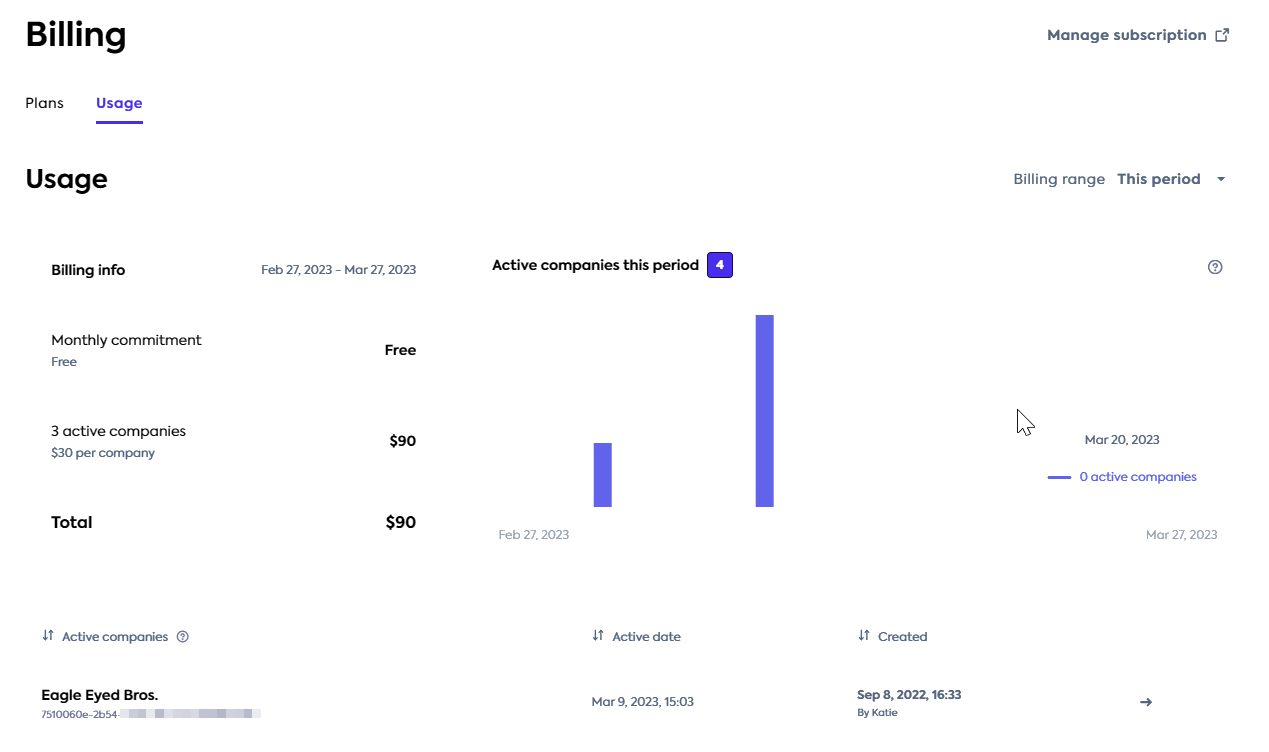 Billing
Manage subscription
Plans
Usage
Usage
Billing range This period
Billing info
Feb 27, 2023 - Mar 27, 2023
Monthly commitment
Free
Free
3 active companies
$30 per company
$90
Total
$90
Active companies this period 4
Mar 20, 2023
0 active companies
Feb 27, 2023
Mar 27, 2023
Active companies
Active date
Created
Eagle Eyed Bros.
7510060e-2b54-
Mar 9, 2023, 15:03
Sep 8, 2022, 16:33
By Katie